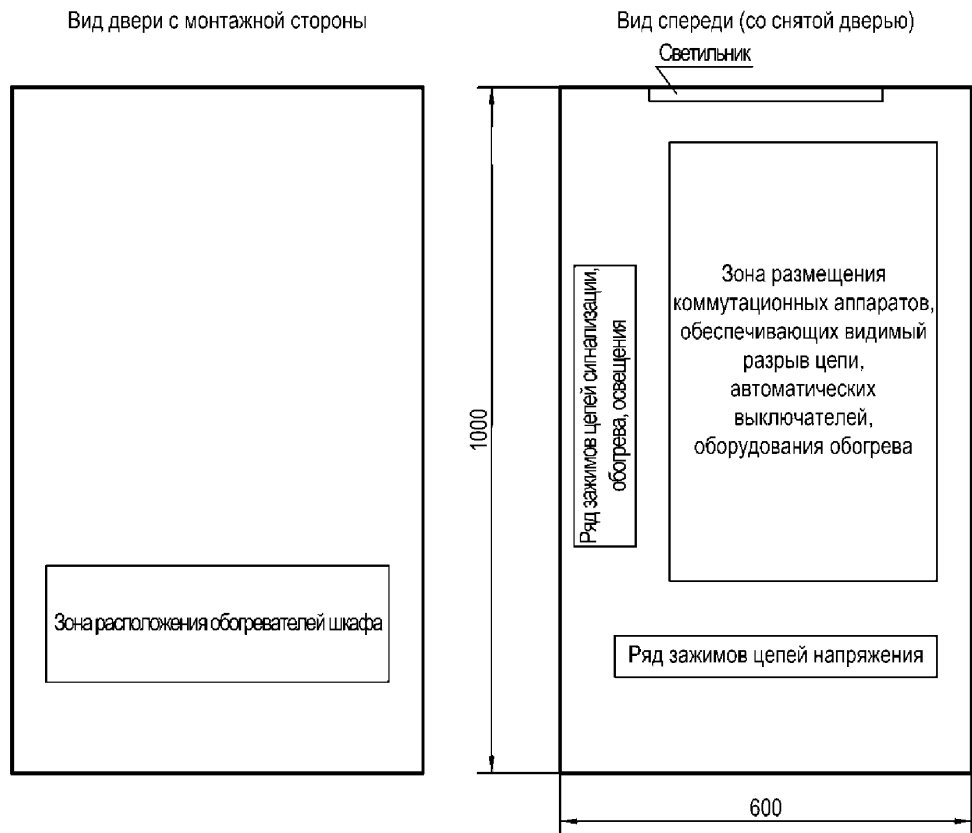 Вид двери с монтажной стороны
Зона расположения обогревателей шкафа
Вид спереди (со снятой дверью)
Светильник
Зона размещения
коммутационных аппаратов,
обеспечивающих видимый
разрыв цепи,
автоматических
выключателей,
оборудования обогрева
Ряд зажимов цепей сигнализации,
обогрева, освещения
1000
Ряд зажимов цепей напряжения
600